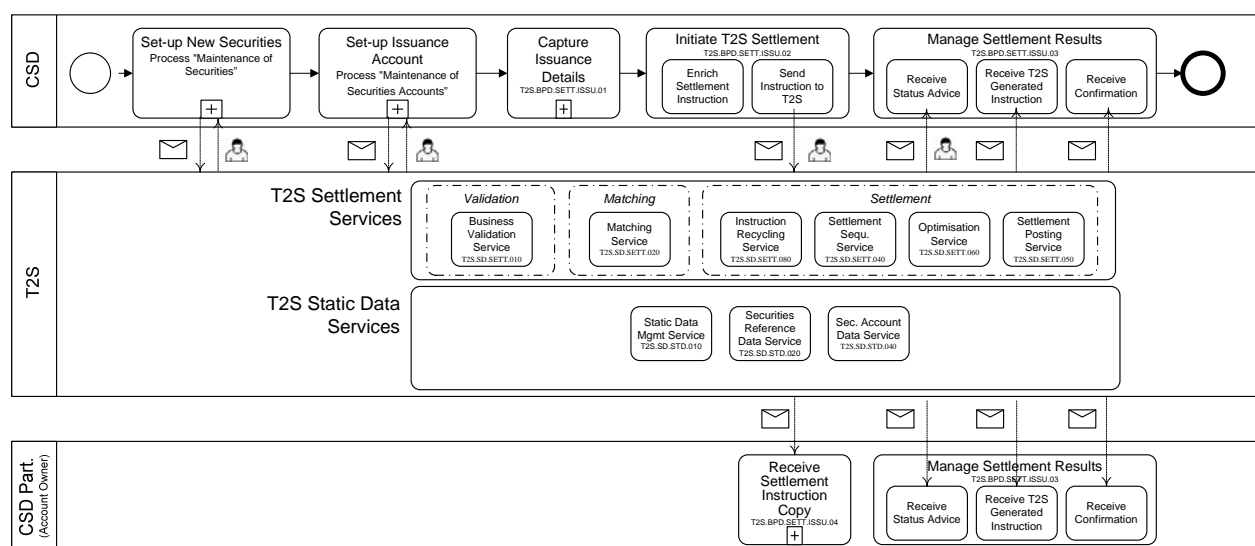 CSD
Set-up New Securities
Process "Maintenance of
Securities”
+
Set-up Issuance
Account
Process "Maintenance of
Securities Accounts”
+
Capture
Issuance
Details
T2S.BPD.SETT.ISSU.01
+
Initiate T2S Settlement
T2S.BPD.SETT.ISSU.02
Enrich
Settlement
Instruction
Send
Instruction to
T2S
Manage Settlement Results
T2S.BPD.SETT.ISSU.03
Receive
Status Advice
Receive T2S
Generated
Instruction
Receive
Confirmation
T2S
T2S Settlement
Services
Validation
Business
Validation
Service
T2S.SD.SETT.010
Matching
Matching
Service
T2S.SD.SETT.020
Settlement
Instruction
Recycling
Service
T2S.SD.SETT.080
Settlement
Sequ.
Service
T2S.SD.SETT.040
Optimisation
Service
T2S.SD.SETT.060
Settlement
Posting
Service
T2S.SD.SETT.050
T2S Static Data
Services
Static Data
Mgmt Service
T2S.SD.STD.010
Securities
Reference
Data Service
T2S.SD.STD.020
Sec. Account
Data Service
T2S.SD.STD.040
CSD Part.
(Account Owner)
Receive
Settlement
Instruction
Copy
T2S.BPD.SETT.ISSU.04
+
Manage Settlement Results
T2S.BPD.SETT.ISSU.03
Receive
Status Advice
Receive T2S
Generated
Instruction
Receive
Confirmation